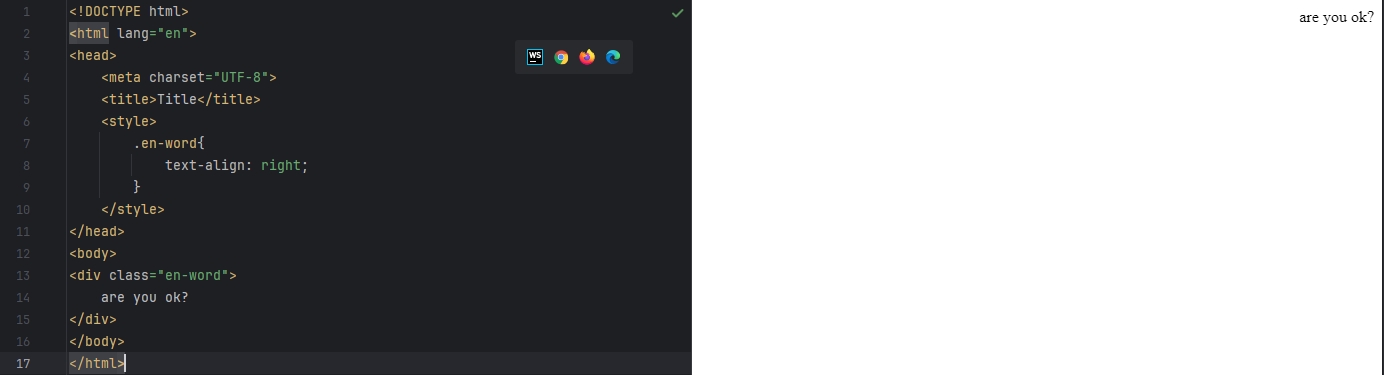 1 <!DOCTYPE html>
2 <html lang="en">
3 <head>
4     <meta charset="UTF-8">
5     <title>Title</title>
6     <style>
7         .en-word{
8             text-align: right;
9         }
10     </style>
11 </head>
12 <body>
13 <div class="en-word">
14     are you ok?
15 </div>
16 </body>
17 </html>
WS
are you ok?